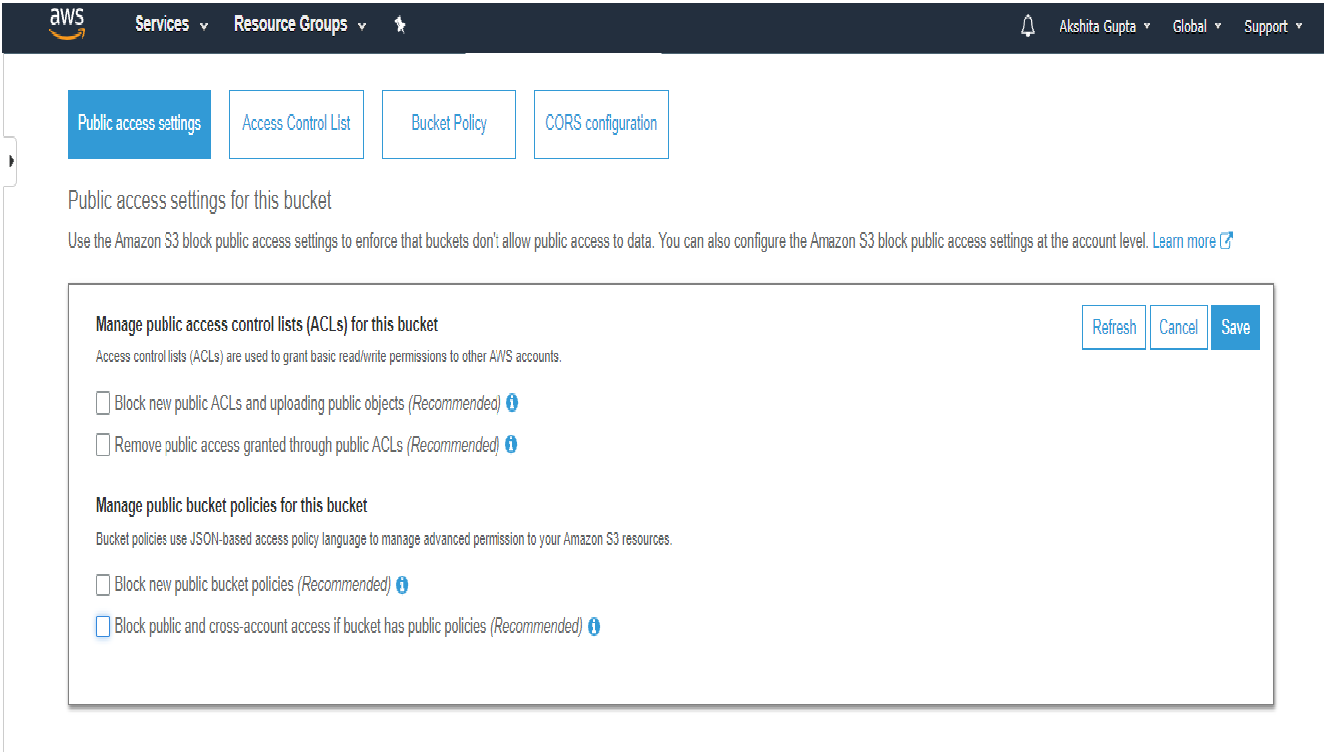 aws Services Resource Groups Akshita Gupta Global Support
Public access settings Access Control List Bucket Policy CORS configuration
Public access settings for this bucket
Use the Amazon S3 block public access settings to enforce that buckets don't allow public access to data. You can also configure the Amazon S3 block public access settings at the account level. Learn more
Manage public access control lists (ACLs) for this bucket
Refresh Cancel Save
Access control lists (ACLs) are used to grant basic read/write permissions to other AWS accounts.
Block new public ACLs and uploading public objects (Recommended)
Remove public access granted through public ACLs (Recommended)
Manage public bucket policies for this bucket
Bucket policies use JSON-based access policy language to manage advanced permission to your Amazon S3 resources.
Block new public bucket policies (Recommended)
Block public and cross-account access if bucket has public policies (Recommended)